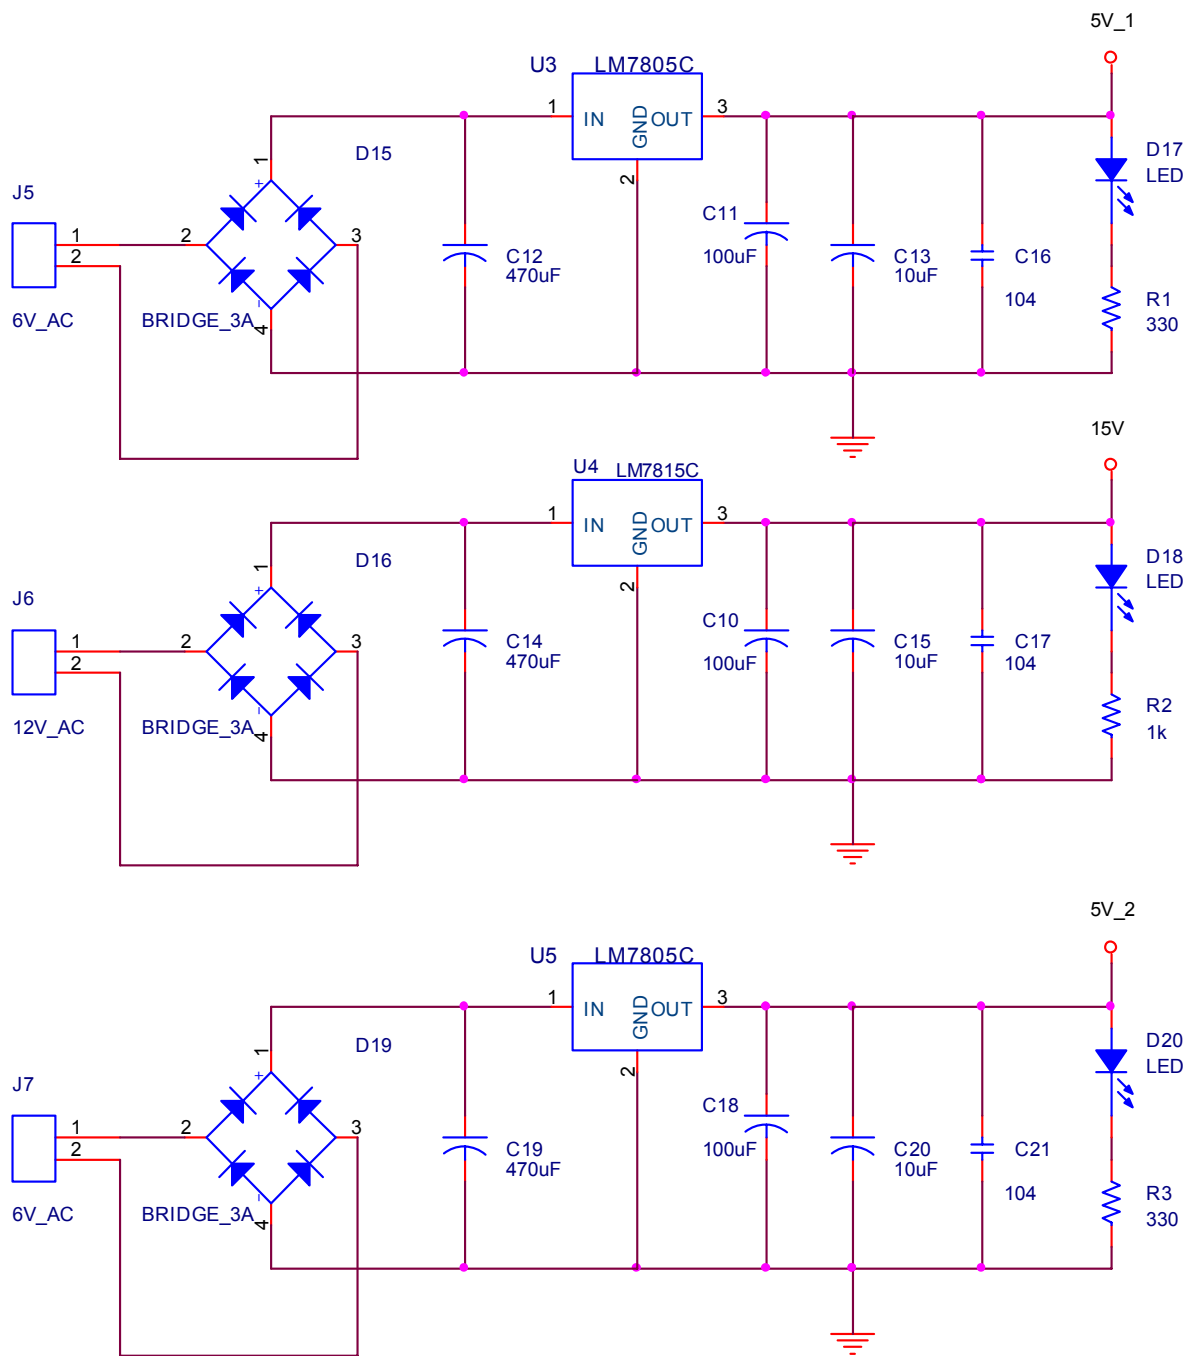 5V_1
U3 LM7805C
1 IN GND OUT 3
2
D15
1
+
J5
1
2
2
3
-
4
6V_AC
BRIDGE_3A
C12
470uF
C11
100uF
C13
10uF
C16
104
D17
LED
R1
330
15V
U4 LM7815C
1 IN GND OUT 3
2
D16
1
+
J6
1
2
2
3
-
4
12V_AC
BRIDGE_3A
C14
470uF
C10
100uF
C15
10uF
C17
104
D18
LED
R2
1k
5V_2
U5 LM7805C
1 IN GND OUT 3
2
D19
1
+
J7
1
2
2
3
-
4
6V_AC
BRIDGE_3A
C19
470uF
C18
100uF
C20
10uF
C21
104
D20
LED
R3
330